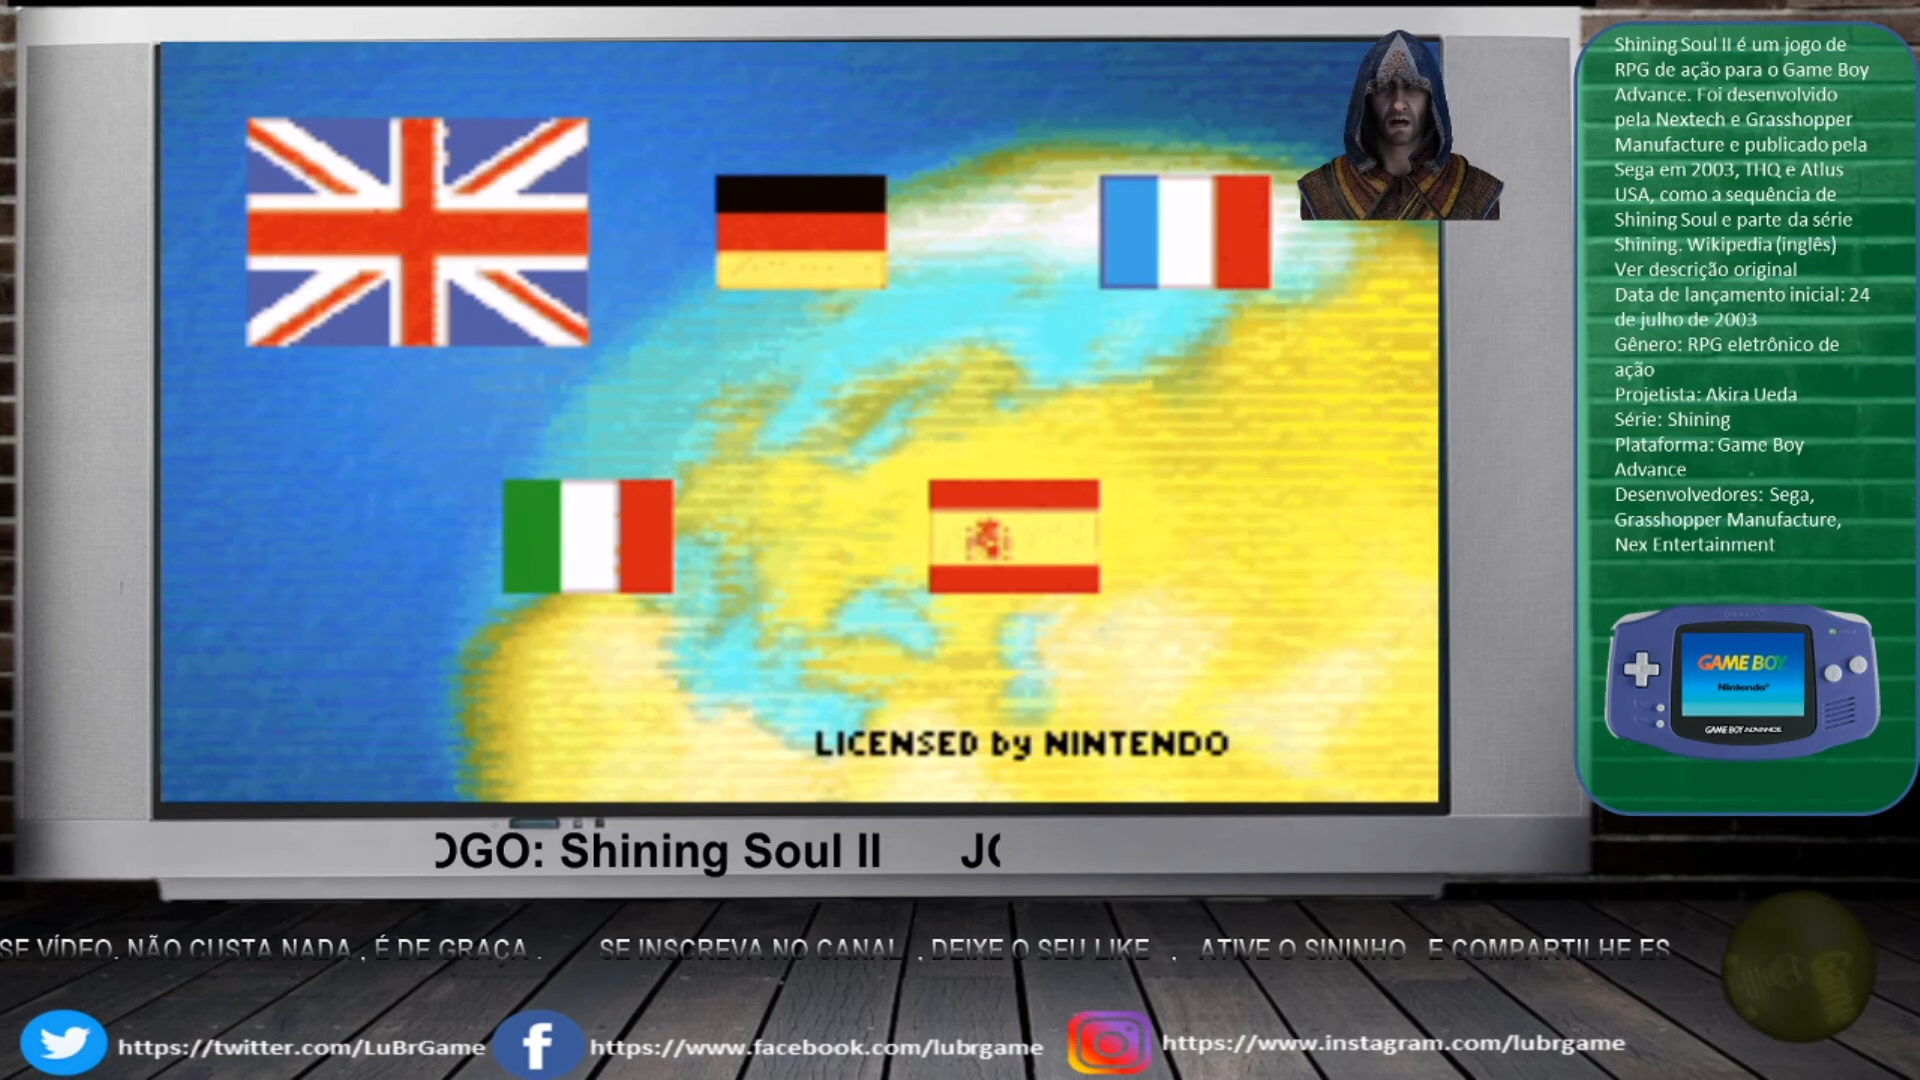 Shining Soul II é um jogo de
RPG de ação para o Game Boy
Advance. Foi desenvolvido
pela Nextech e Grasshopper
Manufacture e publicado pela
Sega em 2003, THQ e Atlus
USA, como a sequência de
Shining Soul e parte da série
Shining. Wikipedia (inglês)
Ver descrição original
Data de lançamento inicial: 24
de julho de 2003
Gênero: RPG eletrônico de
ação
Projetista: Akira Ueda
Série: Shining
Plataforma: Game Boy
Advance
Desenvolvedores: Sega,
Grasshopper Manufacture,
Nex Entertainment
GAME BOY
Nintendo
GAME BOY ADVANCE
LICENSED by NINTENDO
OGO: Shining Soul II JO
SE VÍDEO. NÃO CUSTA NADA , É DE GRAÇA . SE INSCREVA NO CANAL , DEIXE O SEU LIKE , ATIVE O SININHO E COMPARTILHE ES
https://twitter.com/LuBrGame
https://www.facebook.com/lubrgame
https://www.instagram.com/lubrgame